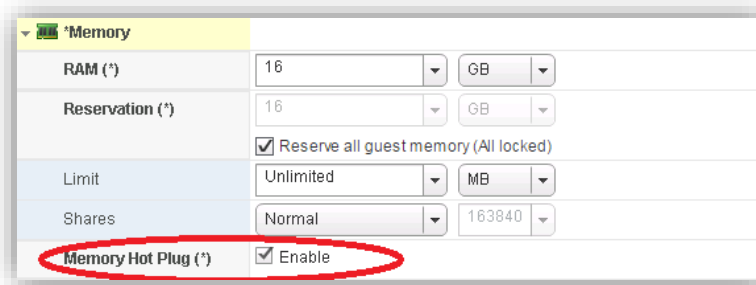 *Memory
RAM (*) 16 GB
Reservation (*) 16 GB
Reserve all guest memory (All locked)
Limit Unlimited MB
Shares Normal 163840
Memory Hot Plug (*) Enable